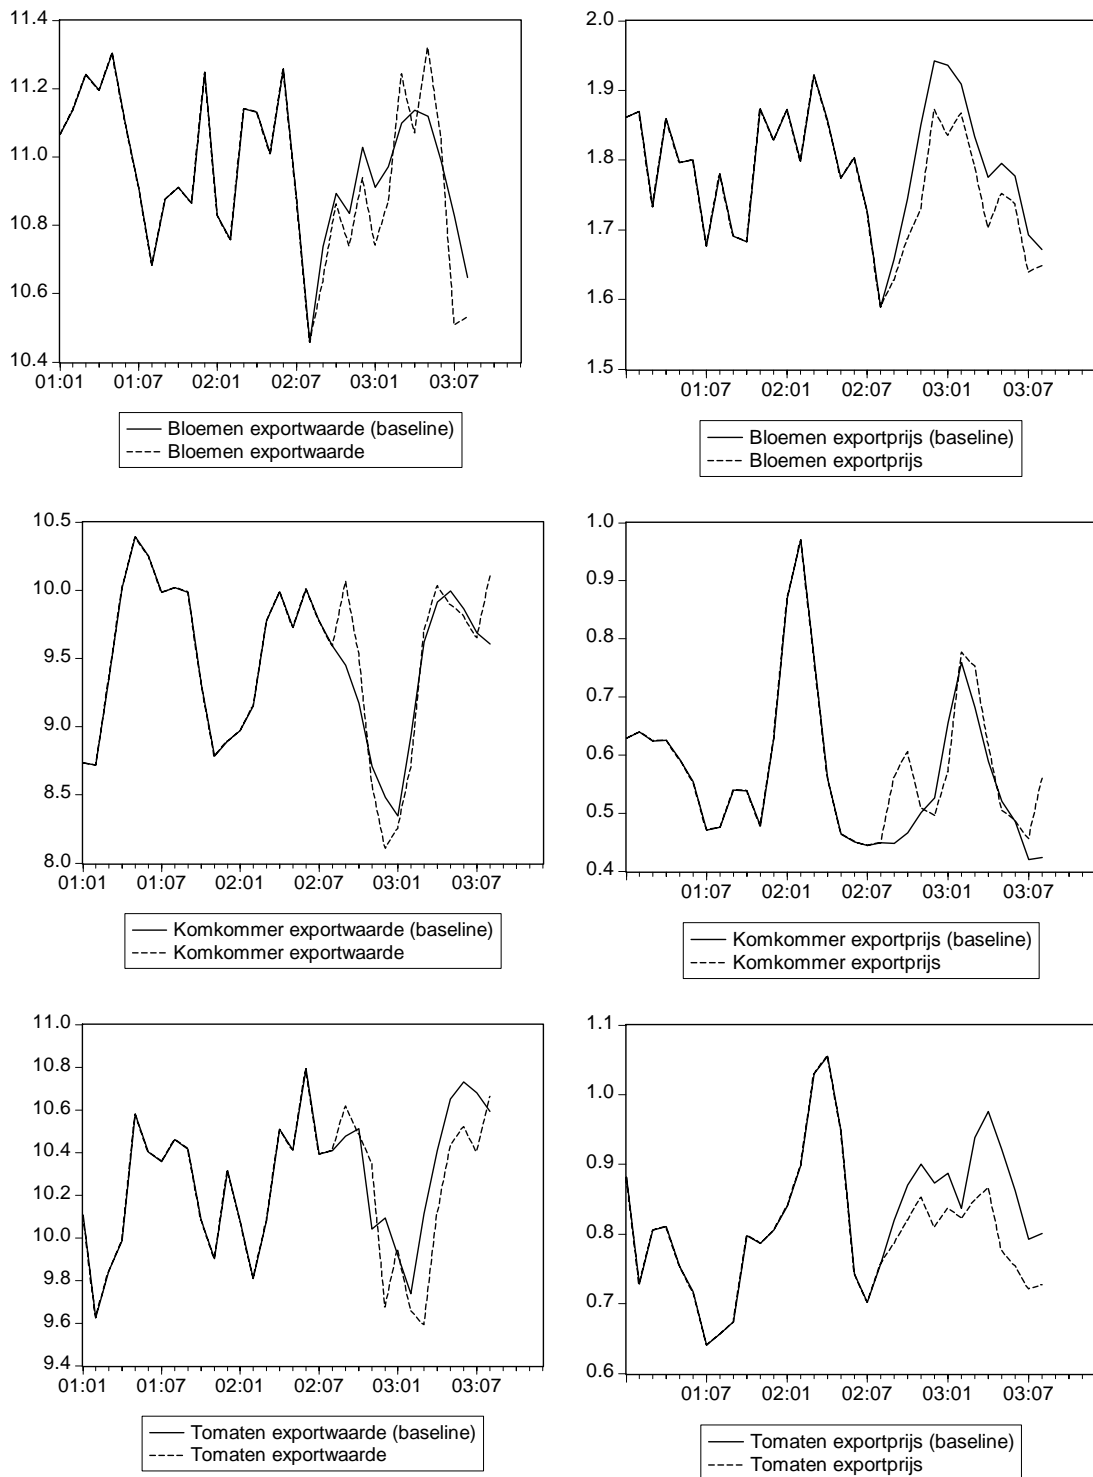 11.4
11.2
11.0
10.8
10.6
10.4
01:01 01:07 02:01 02:07 03:01 03:07
Bloemen exportwaarde (baseline)
Bloemen exportwaarde
2.0
1.9
1.8
1.7
1.6
1.5
01:07 02:01 02:07 03:01 03:07
Bloemen exportprijs (baseline)
Bloemen exportprijs
10.5
10.0
9.5
9.0
8.5
8.0
01:01 01:07 02:01 02:07 03:01 03:07
Komkommer exportwaarde (baseline)
Komkommer exportwaarde
1.0
0.9
0.8
0.7
0.6
0.5
0.4
01:07 02:01 02:07 03:01 03:07
Komkommer exportprijs (baseline)
Komkommer exportprijs
11.0
10.8
10.6
10.4
10.2
10.0
9.8
9.6
9.4
01:01 01:07 02:01 02:07 03:01 03:07
Tomaten exportwaarde (baseline)
Tomaten exportwaarde
1.1
1.0
0.9
0.8
0.7
0.6
01:07 02:01 02:07 03:01 03:07
Tomaten exportprijs (baseline)
Tomaten exportprijs